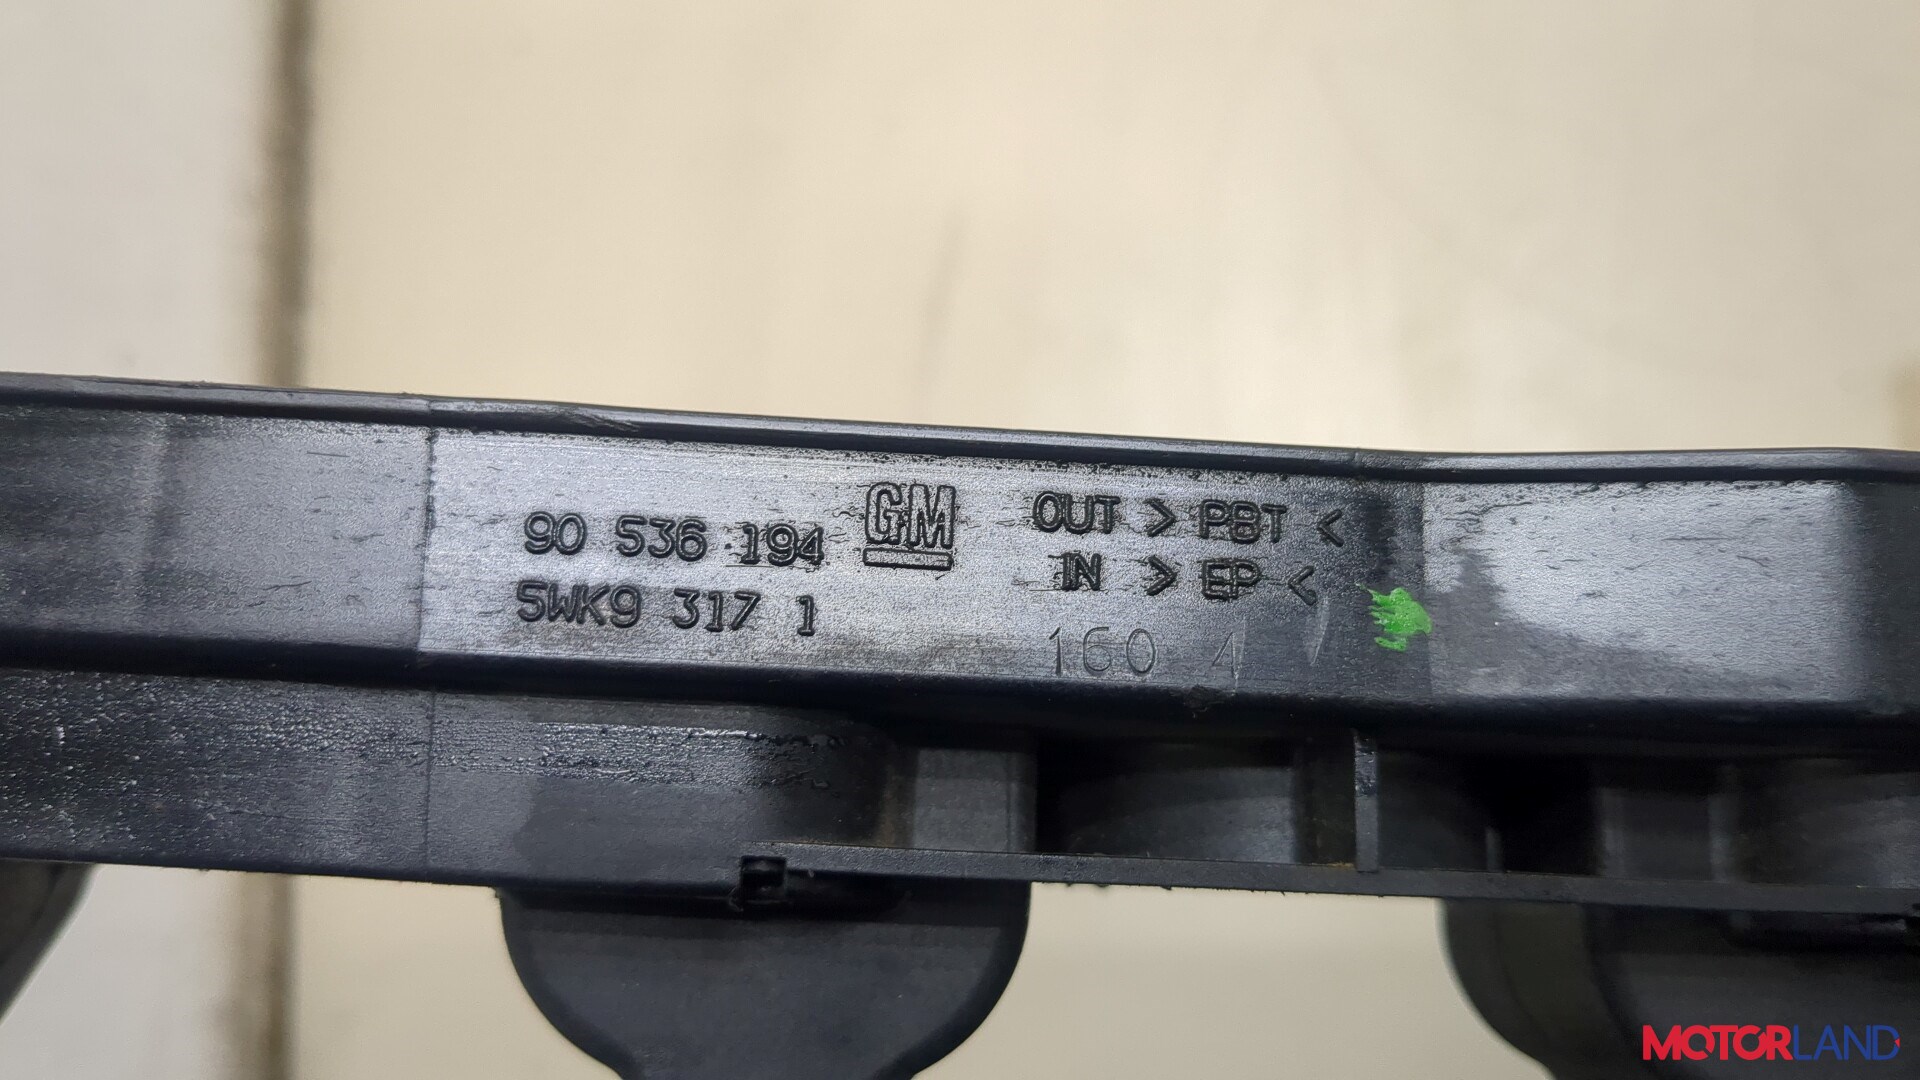 90 536 194 GM OUT > PBT <
IN > EP <
5WK9 317 1
160 4
MOTORLAND